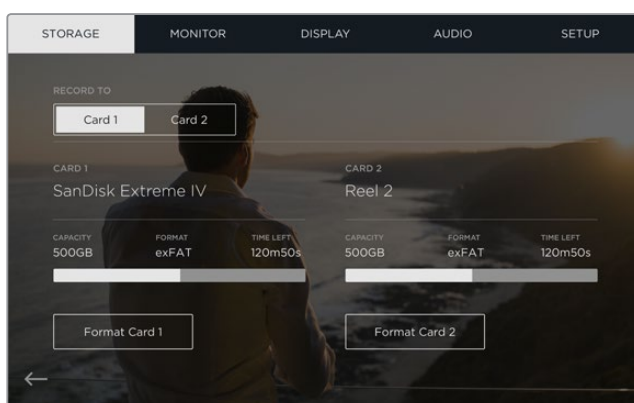 STORAGE MONITOR DISPLAY AUDIO SETUP
RECORD TO
Card 1 Card 2
CARD 1 CARD 2
SanDisk Extreme IV Reel 2
CAPACITY FORMAT TIME LEFT CAPACITY FORMAT TIME LEFT
500GB exFAT 120m50s 500GB exFAT 120m50s
Format Card 1 Format Card 2